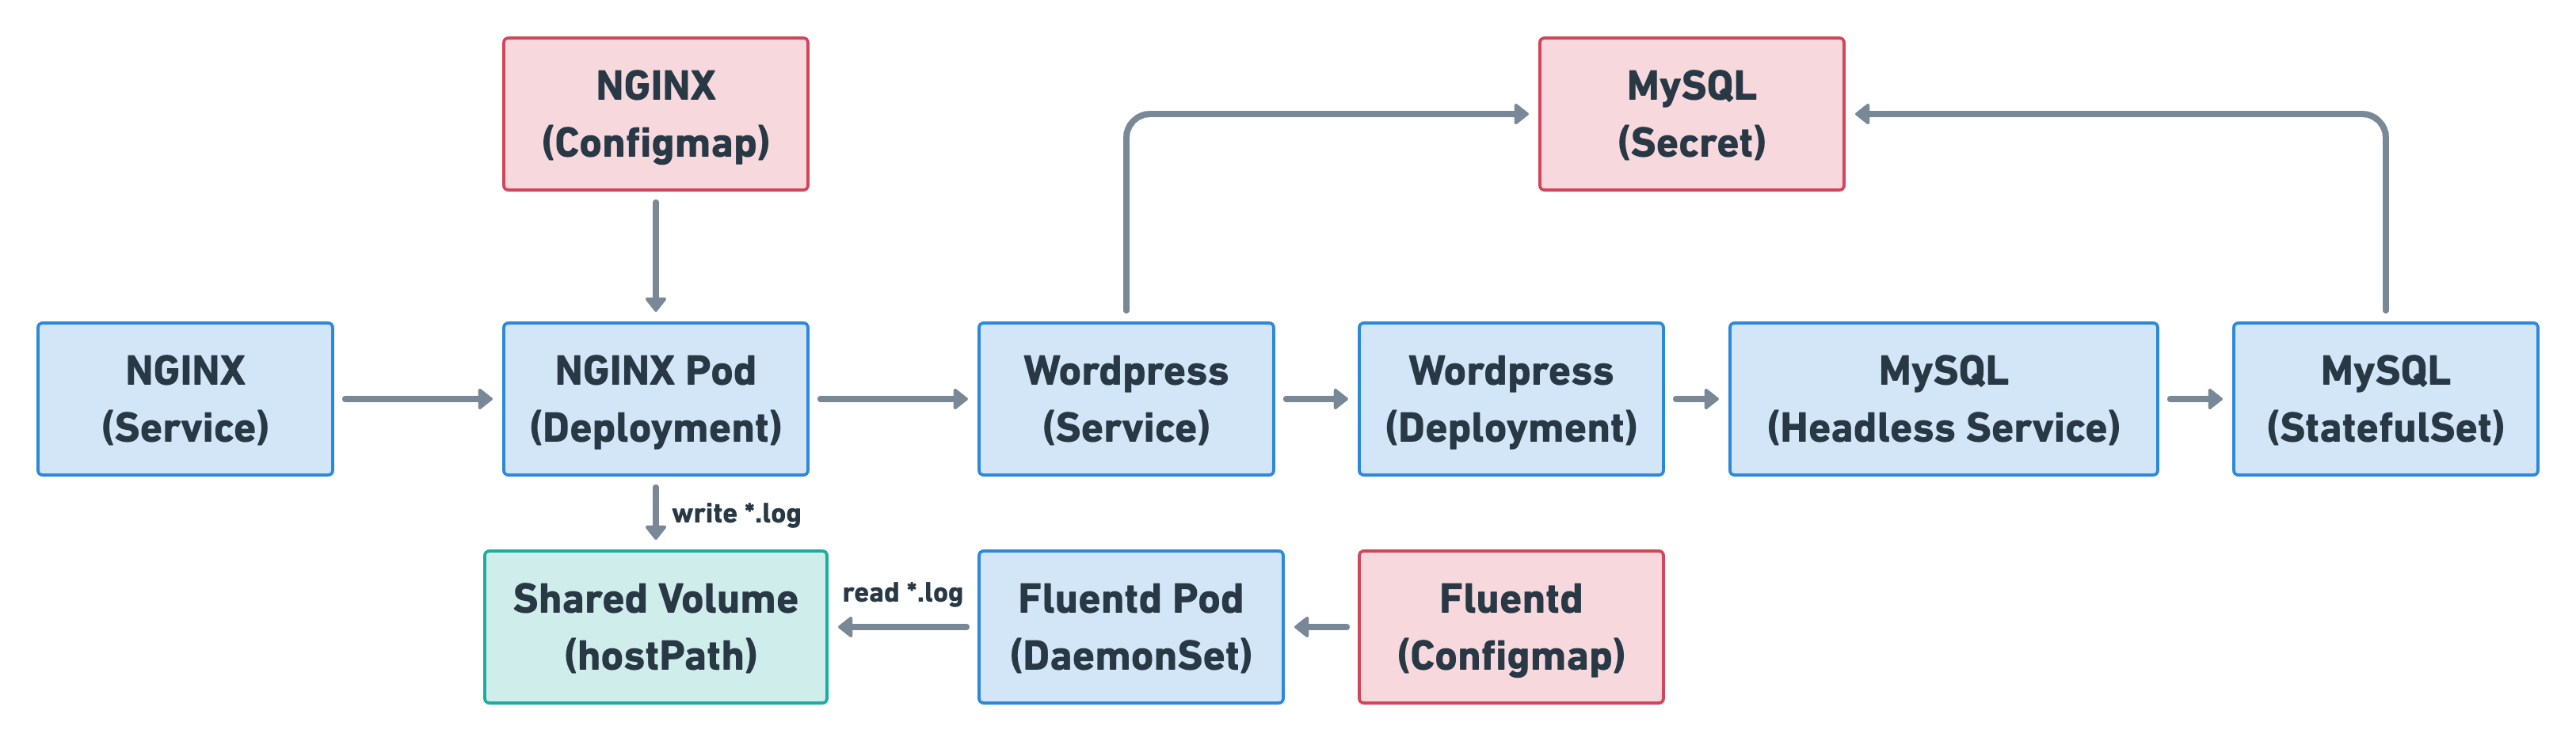 NGINX
(Configmap)
MySQL
(Secret)
NGINX
(Service)
NGINX Pod
(Deployment)
Wordpress
(Service)
Wordpress
(Deployment)
MySQL
(Headless Service)
MySQL
(StatefulSet)
write *.log
Shared Volume
(hostPath)
read *.log
Fluentd Pod
(DaemonSet)
Fluentd
(Configmap)